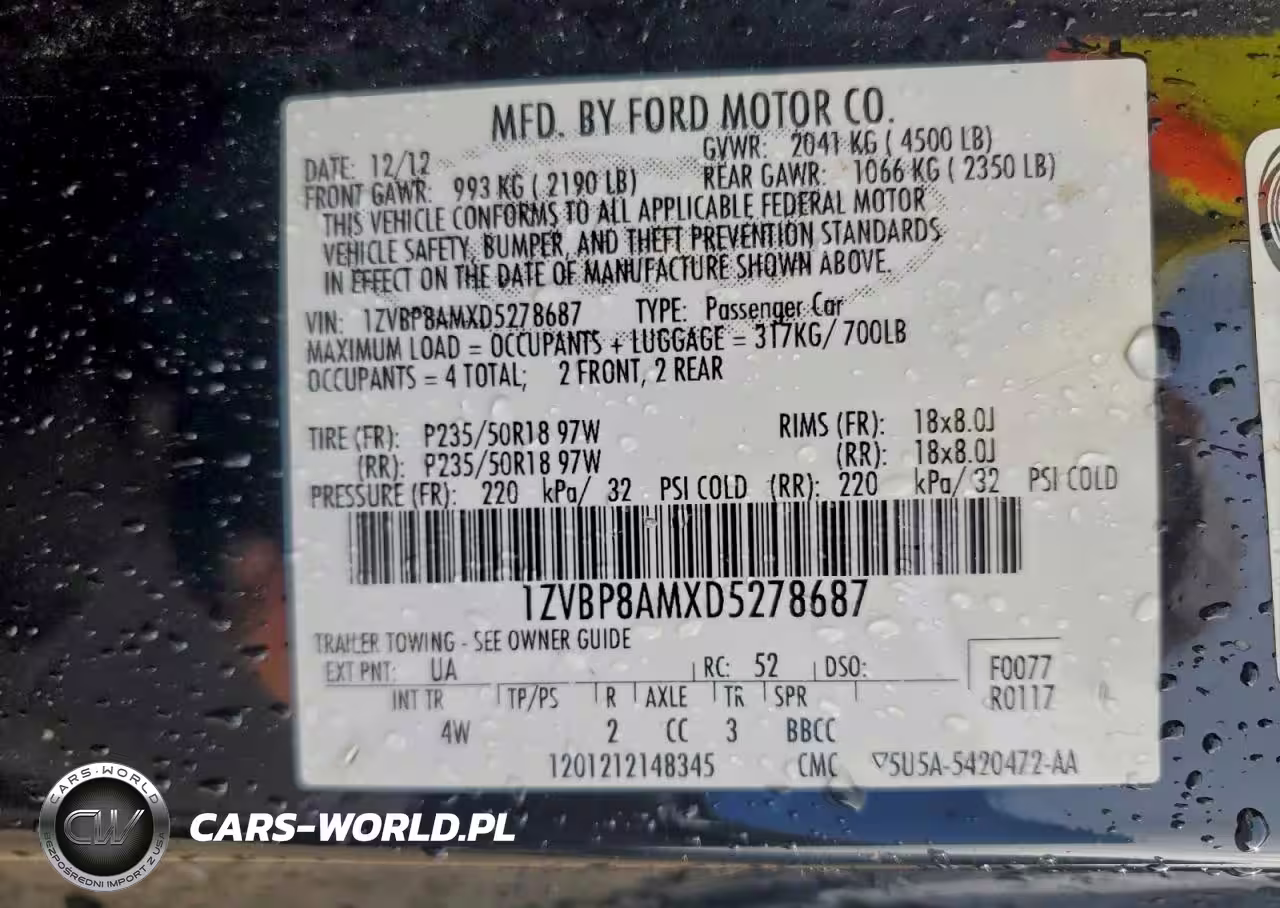 MFD. BY FORD MOTOR CO.
DATE: 12/12 GVWR: 2041 KG ( 4500 LB)
FRONT GAWR: 993 KG ( 2190 LB) REAR GAWR: 1066 KG ( 2350 LB)
THIS VEHICLE CONFORMS TO ALL APPLICABLE FEDERAL MOTOR
VEHICLE SAFETY, BUMPER, AND THEFT PREVENTION STANDARDS
IN EFFECT ON THE DATE OF MANUFACTURE SHOWN ABOVE.
VIN: 1ZVBP8AMXD5278687 TYPE: Passenger Car
MAXIMUM LOAD = OCCUPANTS + LUGGAGE = 317KG/ 700LB
OCCUPANTS = 4 TOTAL; 2 FRONT, 2 REAR
TIRE (FR): P235/50R18 97W RIMS (FR): 18x8.0J
(RR): P235/50R18 97W (RR): 18x8.0J
PRESSURE (FR): 220 kPa/ 32 PSI COLD (RR): 220 kPa/ 32 PSI COLD
1ZVBP8AMXD5278687
TRAILER TOWING - SEE OWNER GUIDE
EXT PNT: UA RC: 52 DSO: F0077
INT TR TP/PS R AXLE TR SPR R0117
4W 2 CC 3 BBCC
1201212148345 CMC ▽5U5A-5420472-AA
CARS-WORLD
CW
BEZPOŚREDNI IMPORT Z USA
CARS-WORLD.PL